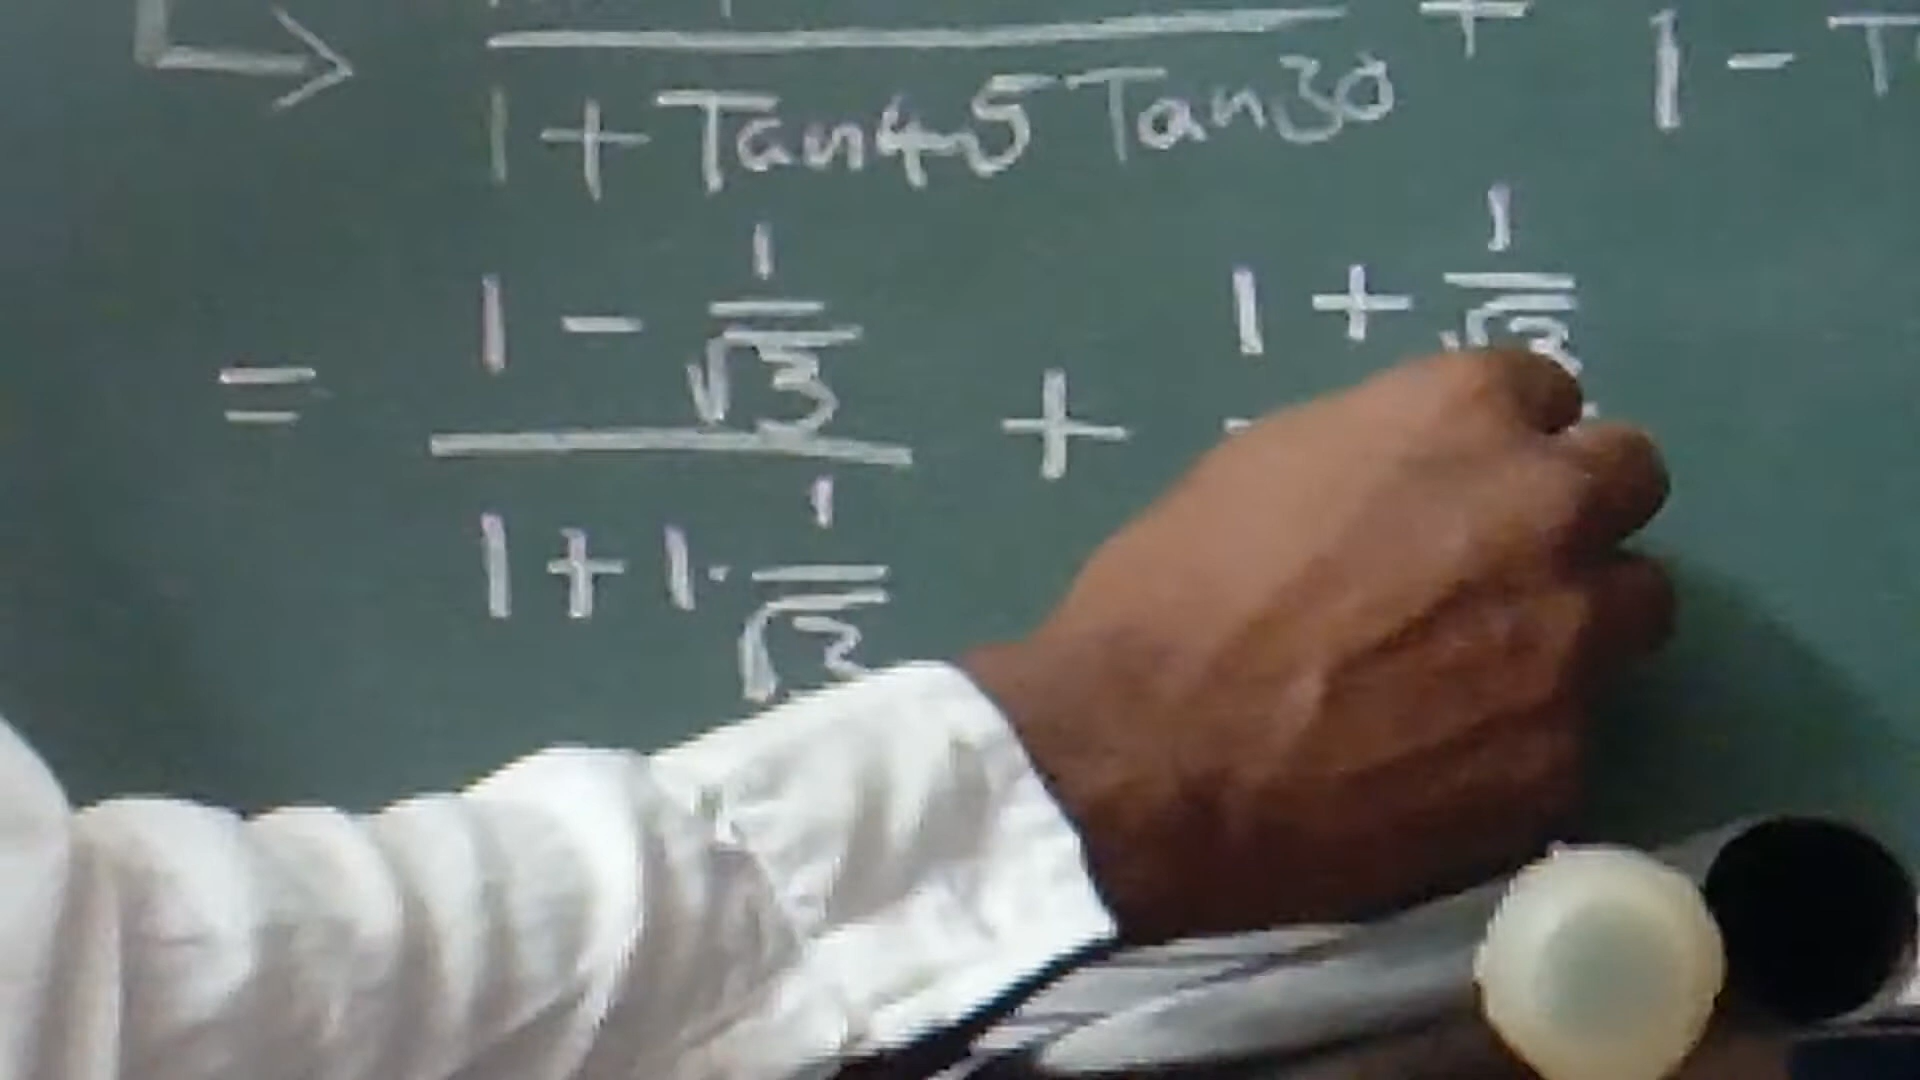 +
1 + Tan45 Tan30 1 -
= 1 - 1/√3 + 1 + 1/√3
1 + 1 · 1/√3